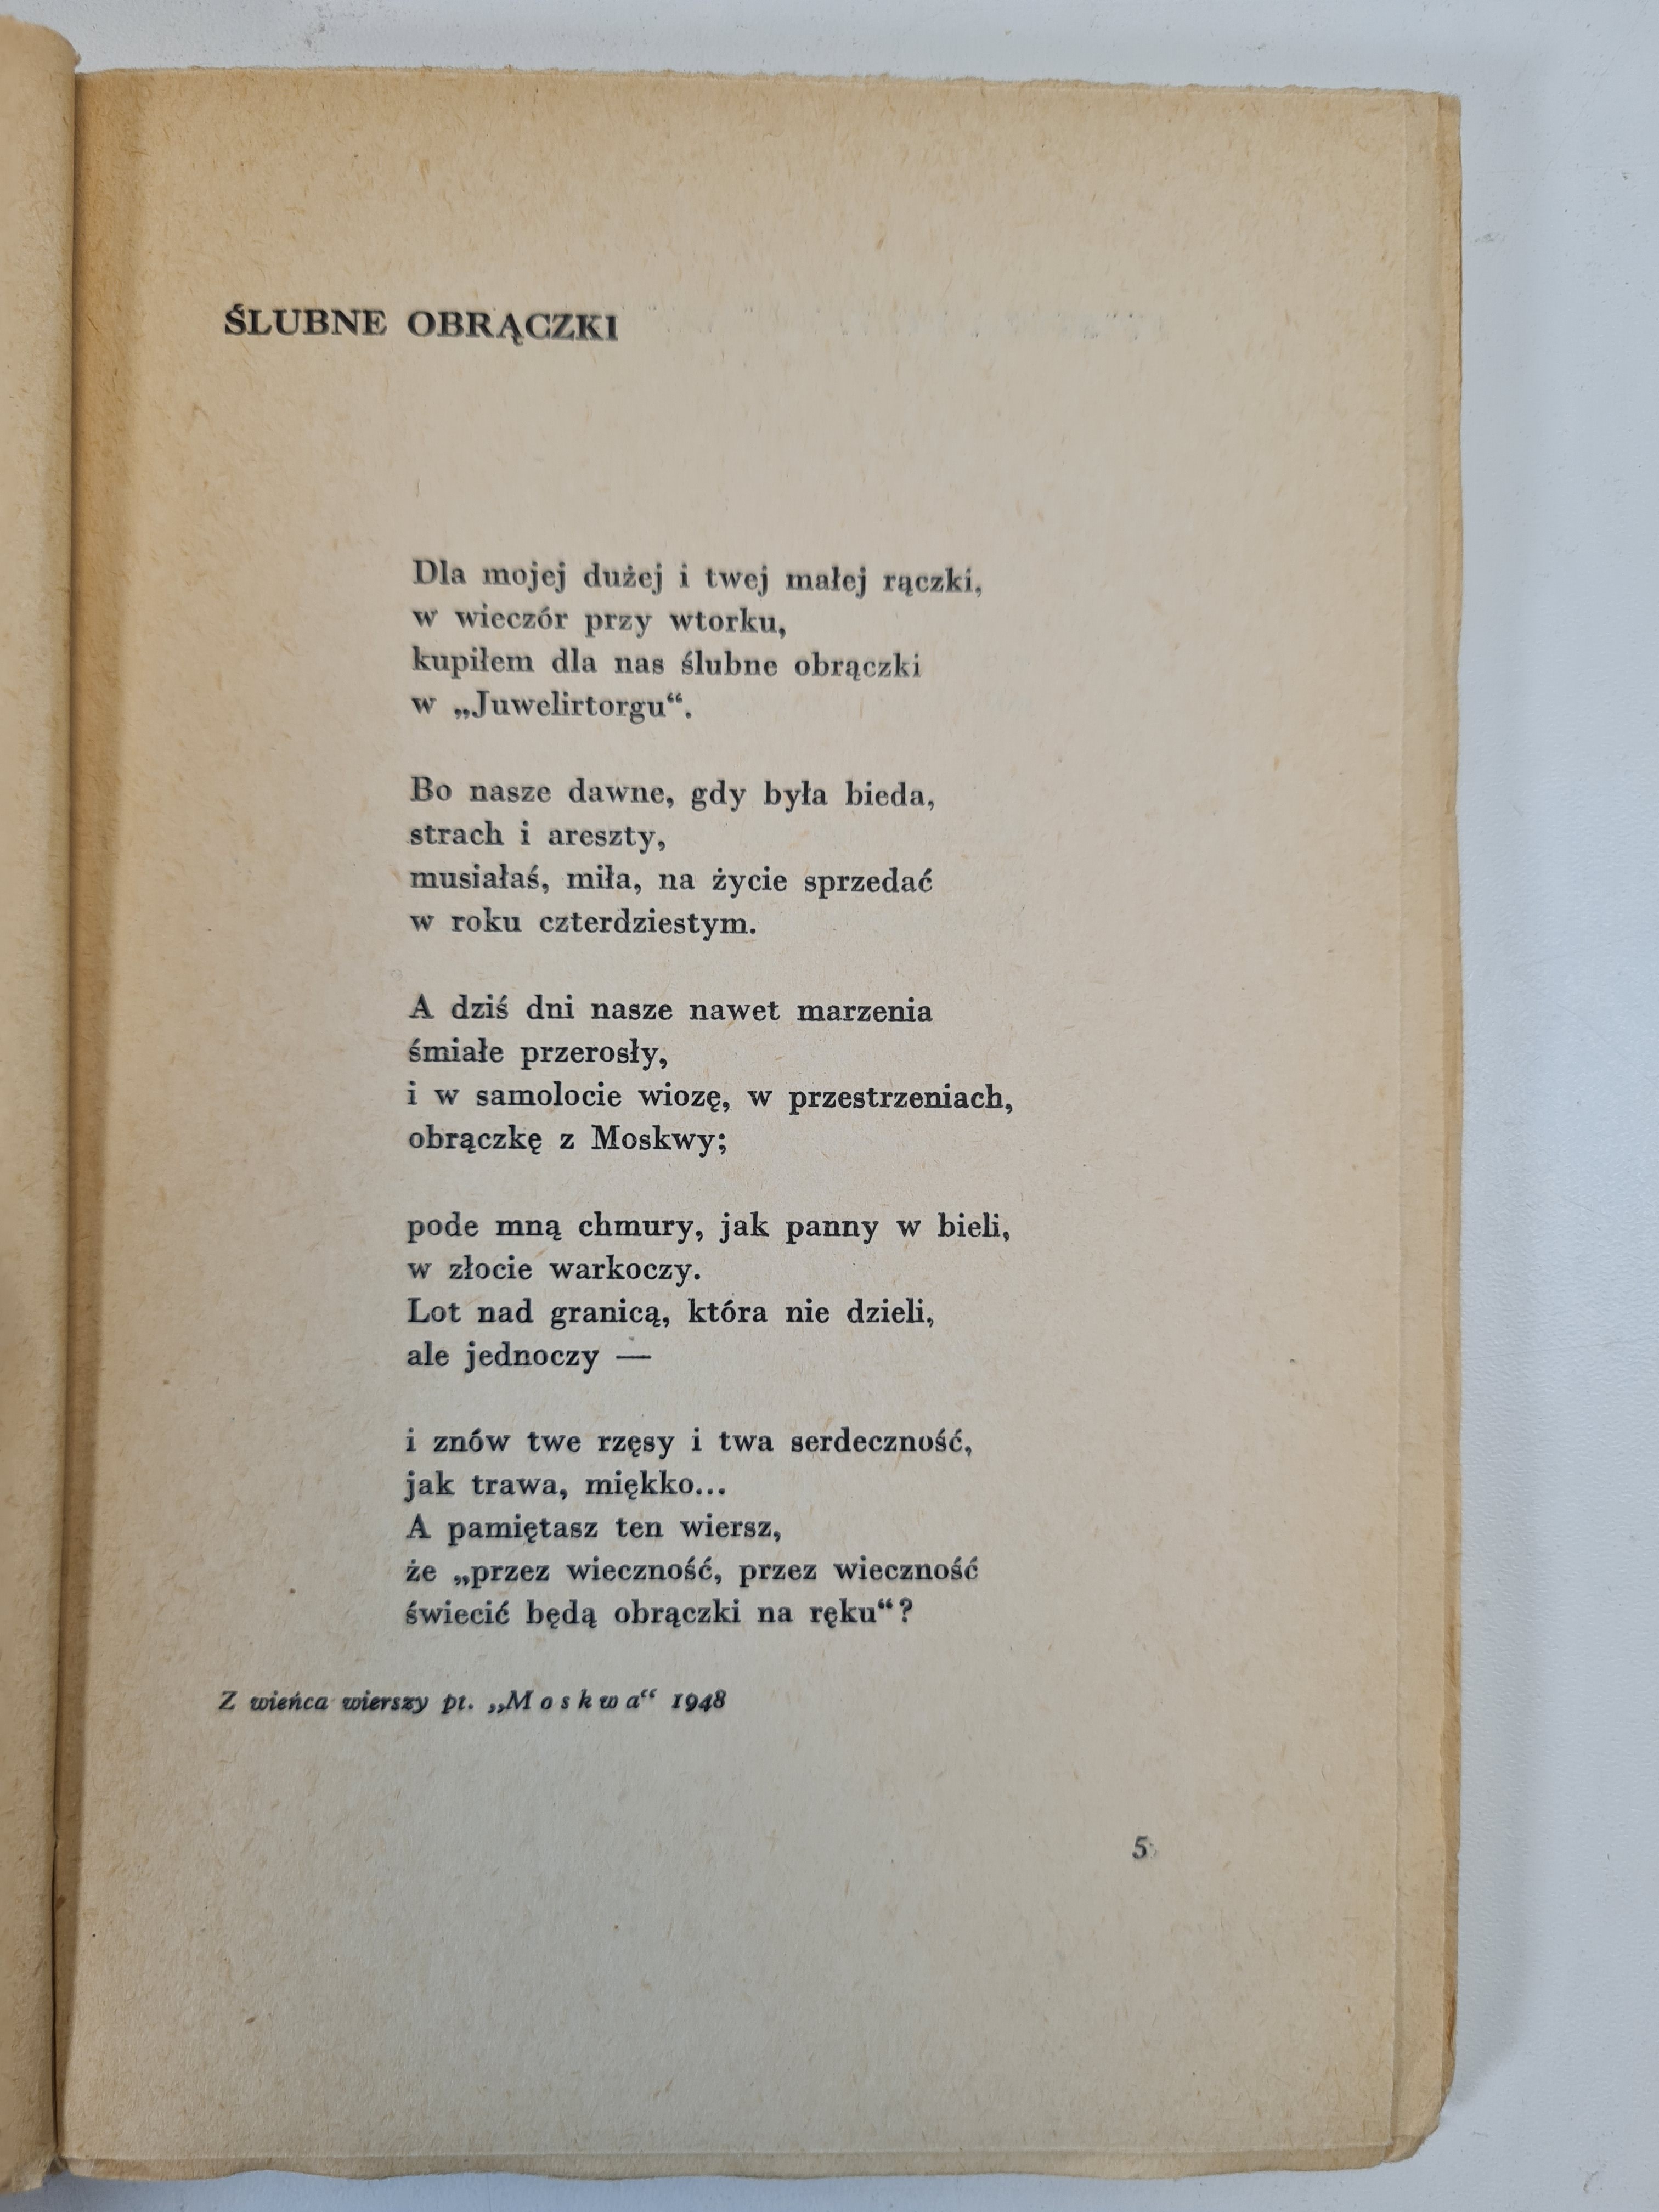 ŚLUBNE OBRĄCZKI
Dla mojej dużej i twej małej rączki,
w wieczór przy wtorku,
kupiłem dla nas ślubne obrączki
w „Juwelirtorgu“.
Bo nasze dawne, gdy była bieda,
strach i areszty,
musiałaś, miła, na życie sprzedać
w roku czterdziestym.
A dziś dni nasze nawet marzenia
śmiałe przerosły,
i w samolocie wiozę, w przestrzeniach,
obrączkę z Moskwy;
pode mną chmury, jak panny w bieli,
w złocie warkoczy.
Lot nad granicą, która nie dzieli,
ale jednoczy —
i znów twe rzęsy i twa serdeczność,
jak trawa, miękko...
A pamiętasz ten wiersz,
że „przez wieczność, przez wieczność
świecić będą obrączki na ręku“?
Z wieńca wierszy pt. „Moskwa“ 1948
5